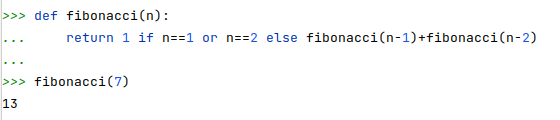 >>> def fibonacci(n):
...     return 1 if n==1 or n==2 else fibonacci(n-1)+fibonacci(n-2)
...
>>> fibonacci(7)
13